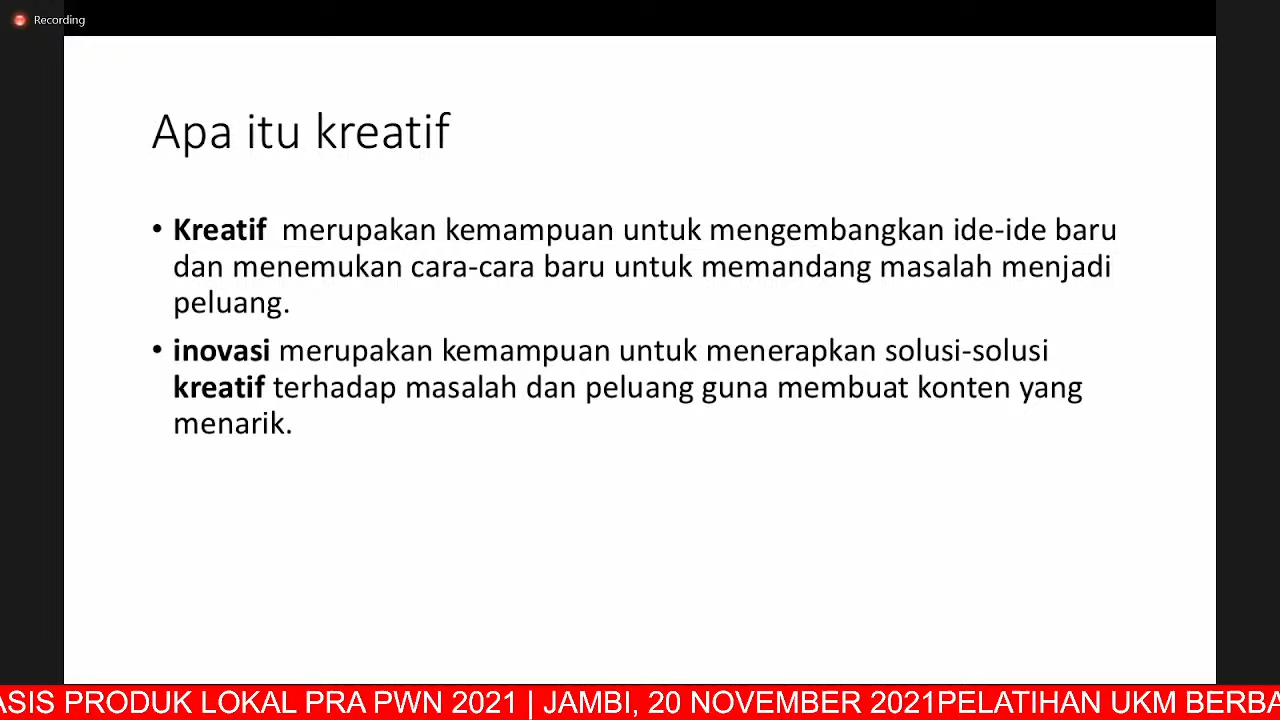 Recording
Apa itu kreatif
• Kreatif merupakan kemampuan untuk mengembangkan ide-ide baru
dan menemukan cara-cara baru untuk memandang masalah menjadi
peluang.
• inovasi merupakan kemampuan untuk menerapkan solusi-solusi
kreatif terhadap masalah dan peluang guna membuat konten yang
menarik.
ASIS PRODUK LOKAL PRA PWN 2021 | JAMBI, 20 NOVEMBER 2021PELATIHAN UKM BERBA